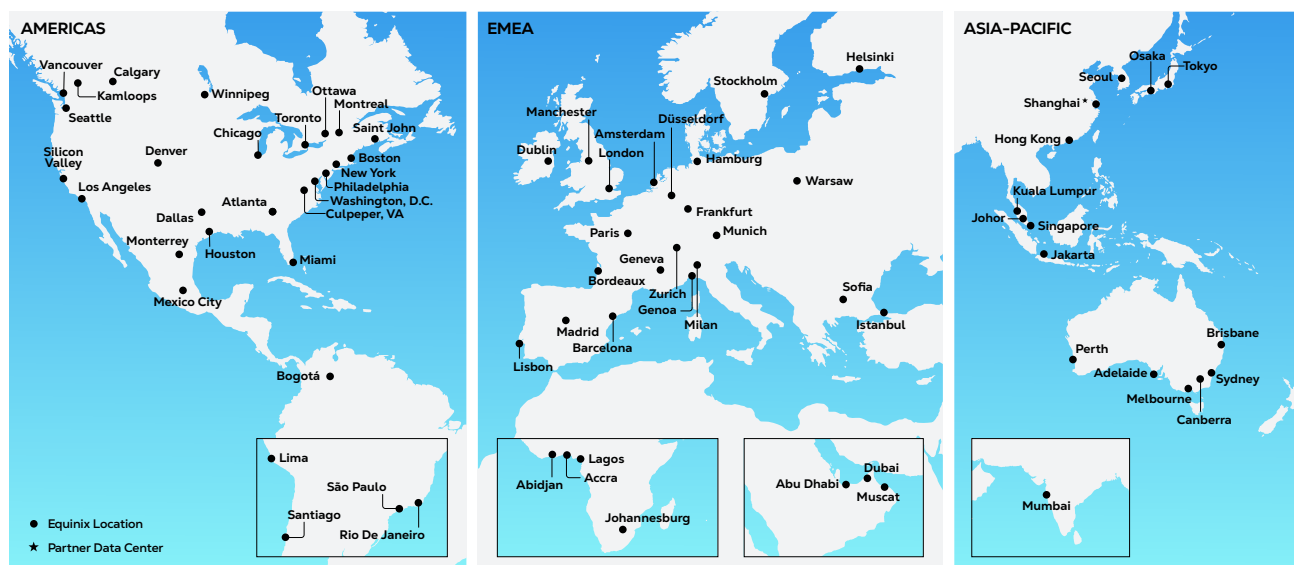 AMERICAS
Vancouver
Calgary
Kamloops
Seattle
Winnipeg
Ottawa
Montreal
Toronto
Saint John
Chicago
Silicon
Valley
Denver
Boston
New York
Philadelphia
Washington, D.C.
Culpeper, VA
Los Angeles
Atlanta
Dallas
Monterrey
Houston
Miami
Mexico City
Bogotá
Lima
São Paulo
Santiago
Rio De Janeiro
Equinix Location
★ Partner Data Center
EMEA
Helsinki
Stockholm
Manchester
Düsseldorf
Amsterdam
London
Dublin
Hamburg
Warsaw
Frankfurt
Paris
Munich
Geneva
Bordeaux
Zurich
Genoa
Milan
Sofia
Istanbul
Madrid
Barcelona
Lisbon
Lagos
Accra
Abidjan
Johannesburg
Dubai
Abu Dhabi
Muscat
ASIA-PACIFIC
Osaka
Tokyo
Seoul
Shanghai★
Hong Kong
Kuala Lumpur
Johor
Singapore
Jakarta
Brisbane
Perth
Adelaide
Sydney
Melbourne
Canberra
Mumbai